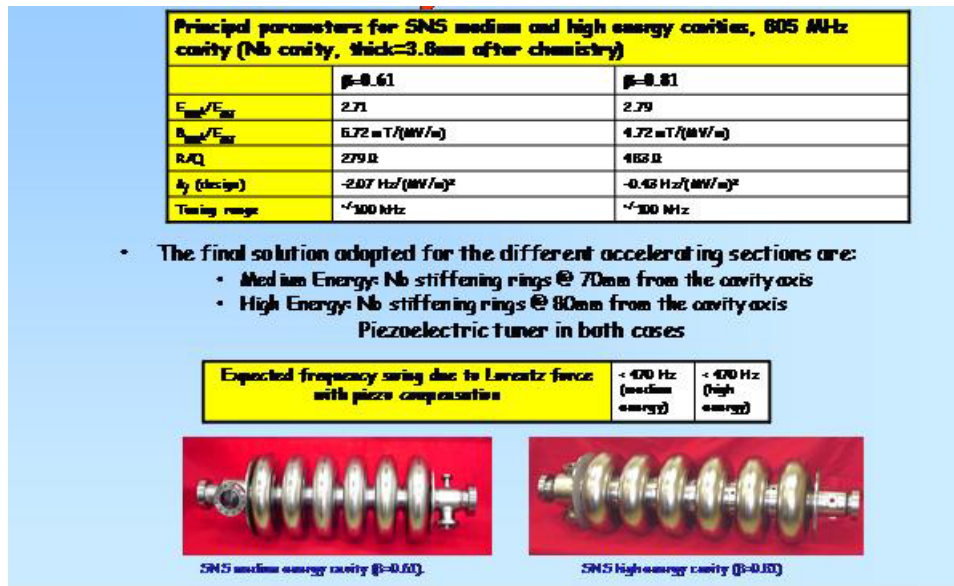 Principal parameters for SNS medium and high energy cavities, 805 MHz
cavity (Nb cavity, thick=3.8mm after chemistry)
β=0.61 β=0.81
Epeak/Eacc 2.71 2.79
Bpeak/Eacc 5.72 mT/(MV/m) 4.72 mT/(MV/m)
R/Q 279 Ω 483 Ω
(design) -2.07 Hz/(MV/m)² -0.43 Hz/(MV/m)²
Tuning range +/-100 kHz +/-100
• The final solution adopted for the different accelerating sections are:
• Medium Energy: Nb stiffening rings @ 70mm from the cavity axis
• High Energy: Nb stiffening rings @ 80mm from the cavity axis
Piezoelectric tuner in both cases
Expected frequency swing due to Lorentz force
with piezo compensation
< 470 Hz
(medium
energy)
< 470 Hz
(high
energy)
SNS medium energy cavity (β=0.61).
SNS high energy cavity (β=0.81)